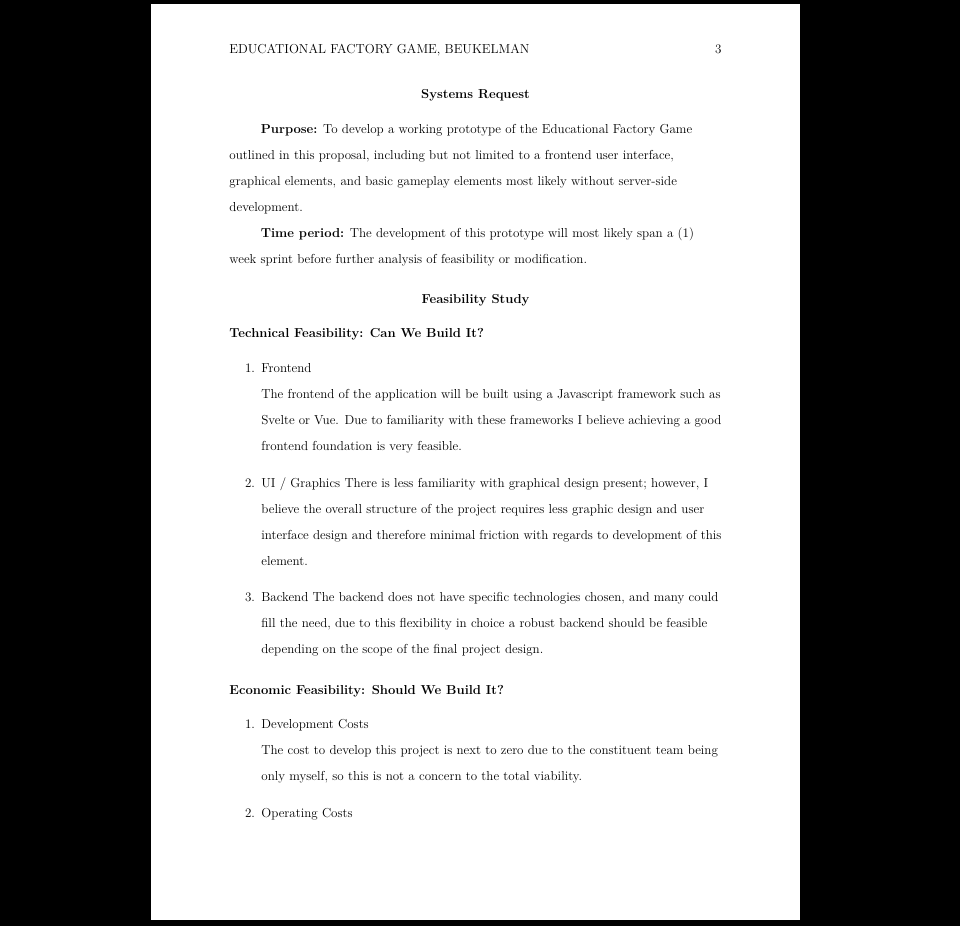 EDUCATIONAL FACTORY GAME, BEUKELMAN 3
Systems Request
Purpose: To develop a working prototype of the Educational Factory Game
outlined in this proposal, including but not limited to a frontend user interface,
graphical elements, and basic gameplay elements most likely without server-side
development.
Time period: The development of this prototype will most likely span a (1)
week sprint before further analysis of feasibility or modification.
Feasibility Study
Technical Feasibility: Can We Build It?
1. Frontend
The frontend of the application will be built using a Javascript framework such as
Svelte or Vue. Due to familiarity with these frameworks I believe achieving a good
frontend foundation is very feasible.
2. UI / Graphics There is less familiarity with graphical design present; however, I
believe the overall structure of the project requires less graphic design and user
interface design and therefore minimal friction with regards to development of this
element.
3. Backend The backend does not have specific technologies chosen, and many could
fill the need, due to this flexibility in choice a robust backend should be feasible
depending on the scope of the final project design.
Economic Feasibility: Should We Build It?
1. Development Costs
The cost to develop this project is next to zero due to the constituent team being
only myself, so this is not a concern to the total viability.
2. Operating Costs